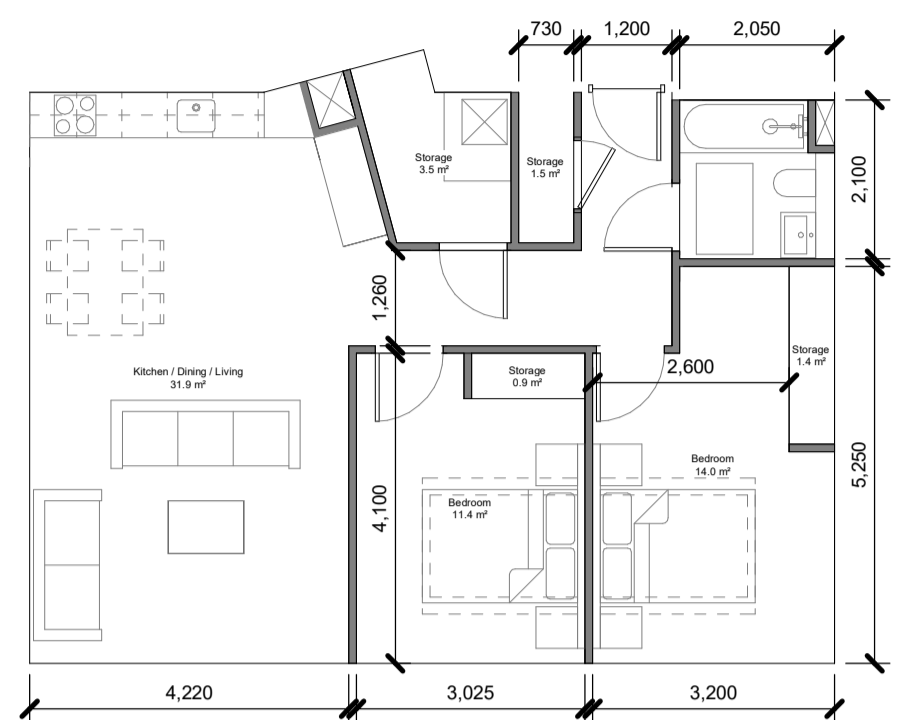 730
1,200
2,050
Storage
3.5 m²
Storage
1.5 m²
2,100
1,260
Kitchen / Dining / Living
31.9 m²
Storage
0.9 m²
2,600
Storage
1.4 m²
4,100
Bedroom
11.4 m²
Bedroom
14.0 m²
5,250
4,220
3,025
3,200